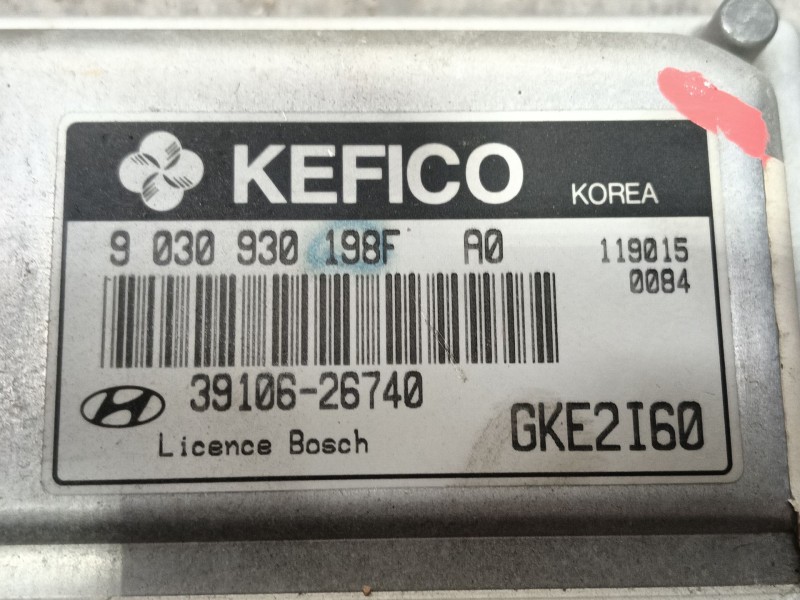 KEFICO KOREA
9 030 930 198F A0 119015
0084
39106-26740
Licence Bosch GKE2I60